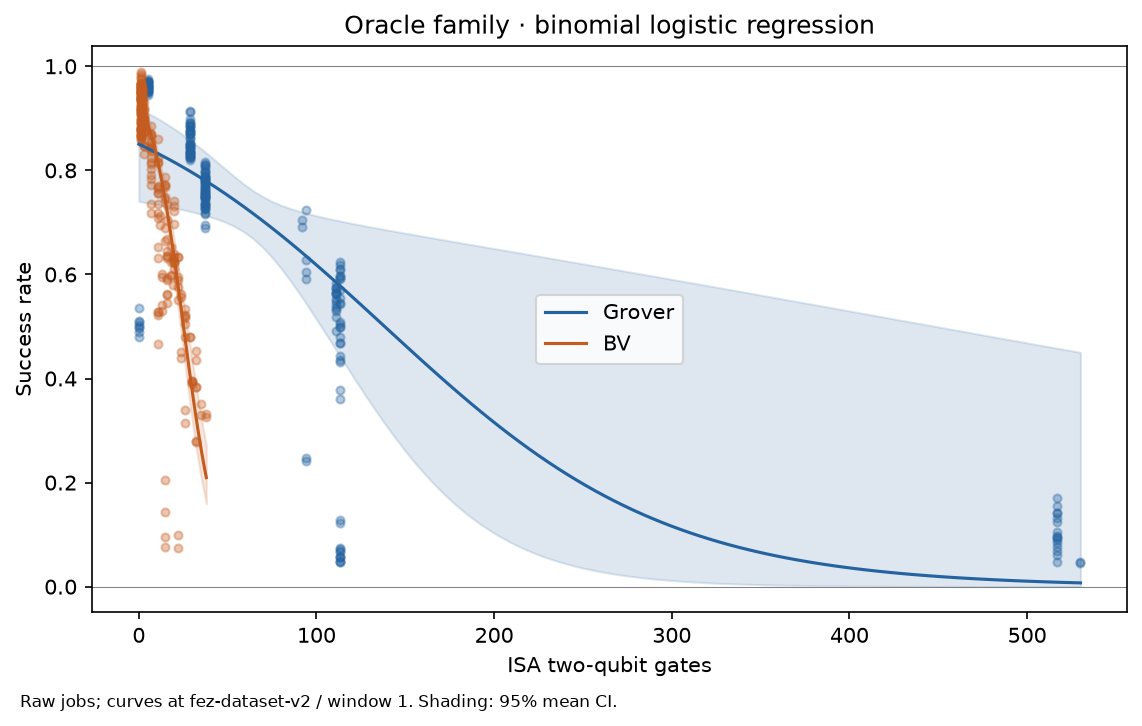 Oracle family · binomial logistic regression
Success rate
1.0
0.8
0.6
0.4
0.2
0.0
Grover
BV
0 100 200 300 400 500
ISA two-qubit gates
Raw jobs; curves at fez-dataset-v2 / window 1. Shading: 95% mean CI.